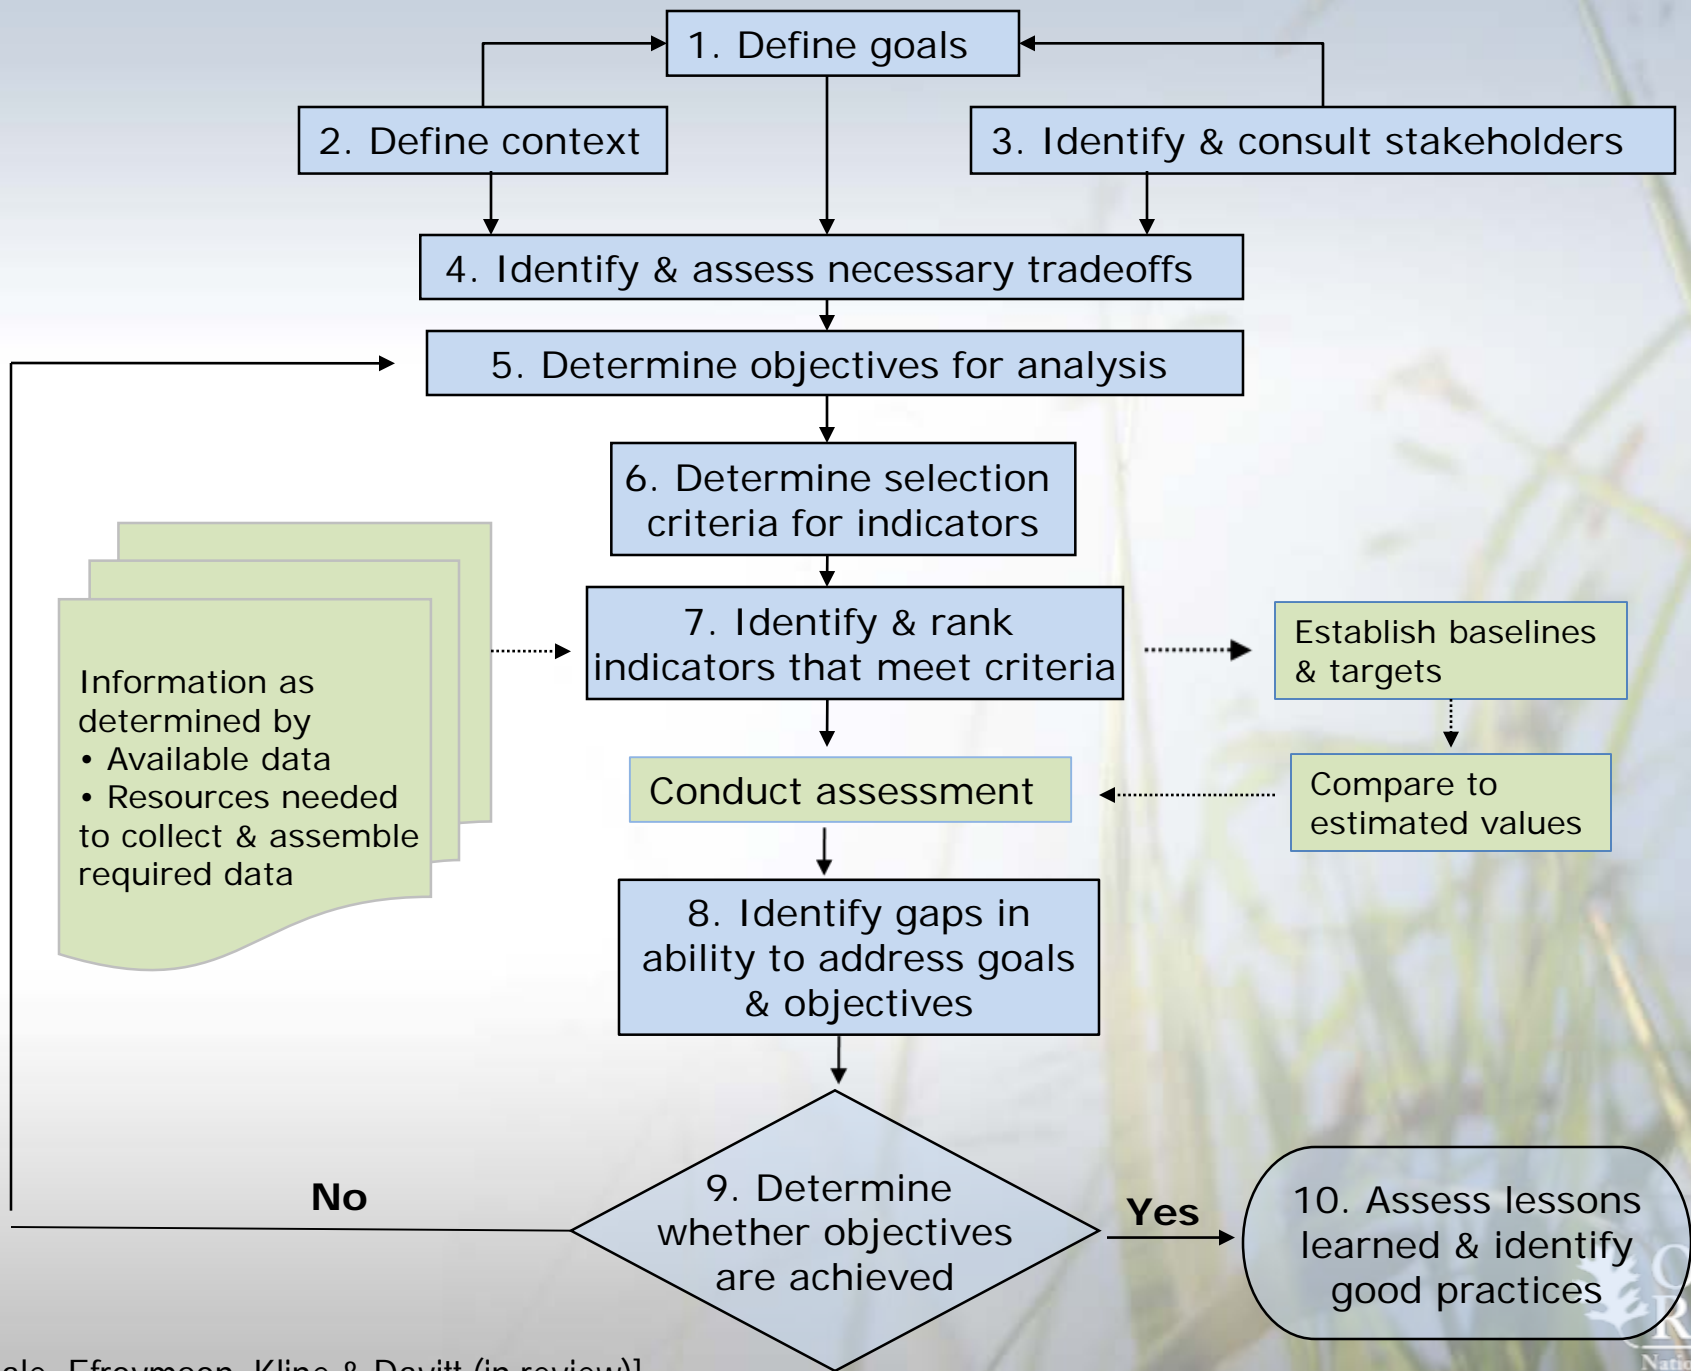 1. Define goals
2. Define context
3. Identify & consult stakeholders
4. Identify & assess necessary tradeoffs
5. Determine objectives for analysis
6. Determine selection
criteria for indicators
7. Identify & rank
indicators that meet criteria
Establish baselines
& targets
Information as
determined by
• Available data
• Resources needed
to collect & assemble
required data
Conduct assessment
Compare to
estimated values
8. Identify gaps in
ability to address goals
& objectives
9. Determine
whether objectives
are achieved
No
Yes
10. Assess lessons
learned & identify
good practices
Kline & Davitt (in review)]